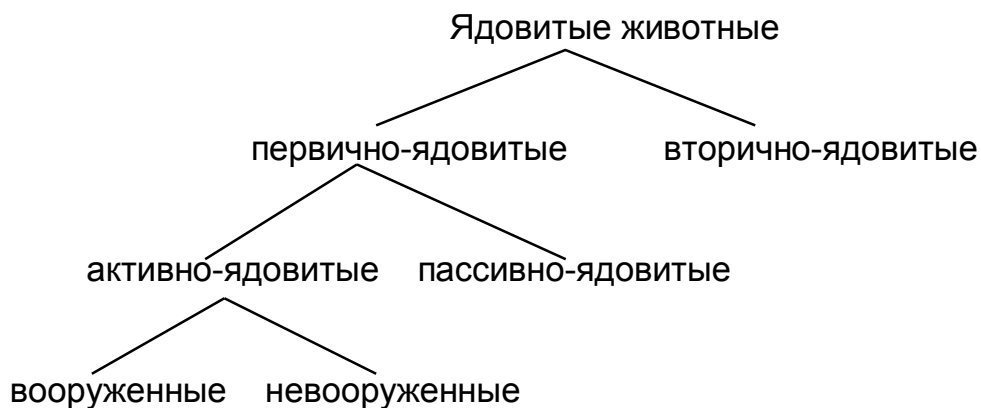 Ядовитые животные
первично-ядовитые вторично-ядовитые
активно-ядовитые пассивно-ядовитые
вооруженные невооруженные